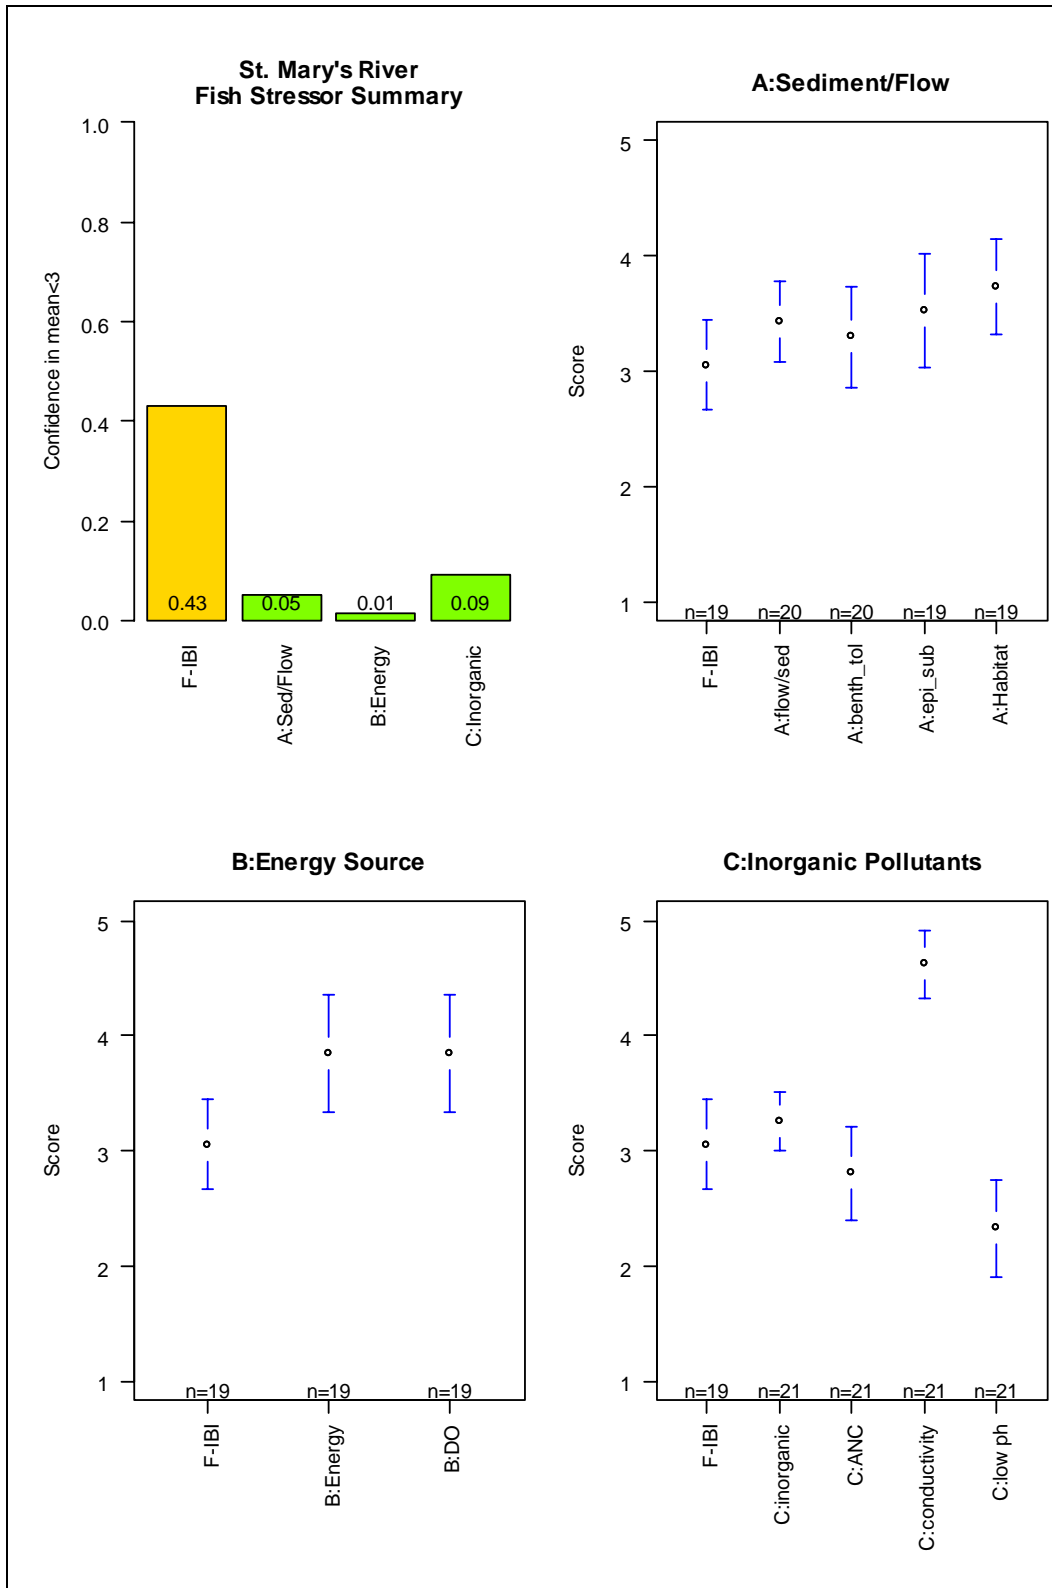 St. Mary's River
Fish Stressor Summary
Confidence in mean<3
1.0
0.8
0.6
0.4
0.2
0.0
0.43
0.05
0.01
0.09
F-IBI
A:Sed/Flow
B:Energy
C:Inorganic
A:Sediment/Flow
Score
5
4
3
2
1
n=19
n=20
n=20
n=19
n=19
F-IBI
A:flow/sed
A:benth_tol
A:epi_sub
A:Habitat
B:Energy Source
Score
5
4
3
2
1
n=19
n=19
n=19
F-IBI
B:Energy
B:DO
C:Inorganic Pollutants
Score
5
4
3
2
1
n=19
n=21
n=21
n=21
n=21
F-IBI
C:inorganic
C:ANC
C:conductivity
C:low ph